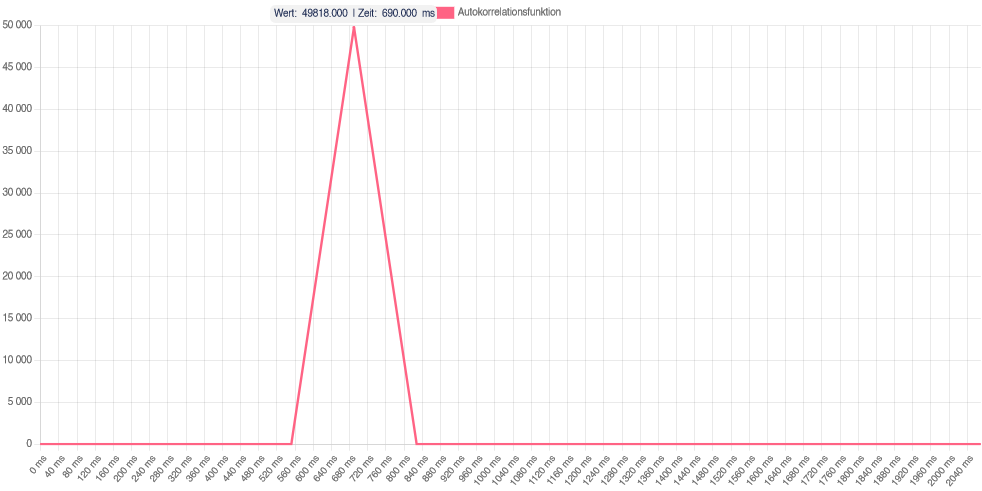 Wert: 49818.000 | Zeit: 690.000 ms
Autokorrelationsfunktion
50 000
45 000
40 000
35 000
30 000
25 000
20 000
15 000
10 000
5 000
0
0 ms
40 ms
80 ms
120 ms
160 ms
200 ms
240 ms
280 ms
320 ms
360 ms
400 ms
440 ms
480 ms
520 ms
560 ms
600 ms
640 ms
680 ms
720 ms
760 ms
800 ms
840 ms
880 ms
920 ms
960 ms
1000 ms
1040 ms
1080 ms
1120 ms
1160 ms
1200 ms
1240 ms
1280 ms
1320 ms
1360 ms
1400 ms
1440 ms
1480 ms
1520 ms
1560 ms
1600 ms
1640 ms
1680 ms
1720 ms
1760 ms
1800 ms
1840 ms
1880 ms
1920 ms
1960 ms
2000 ms
2040 ms